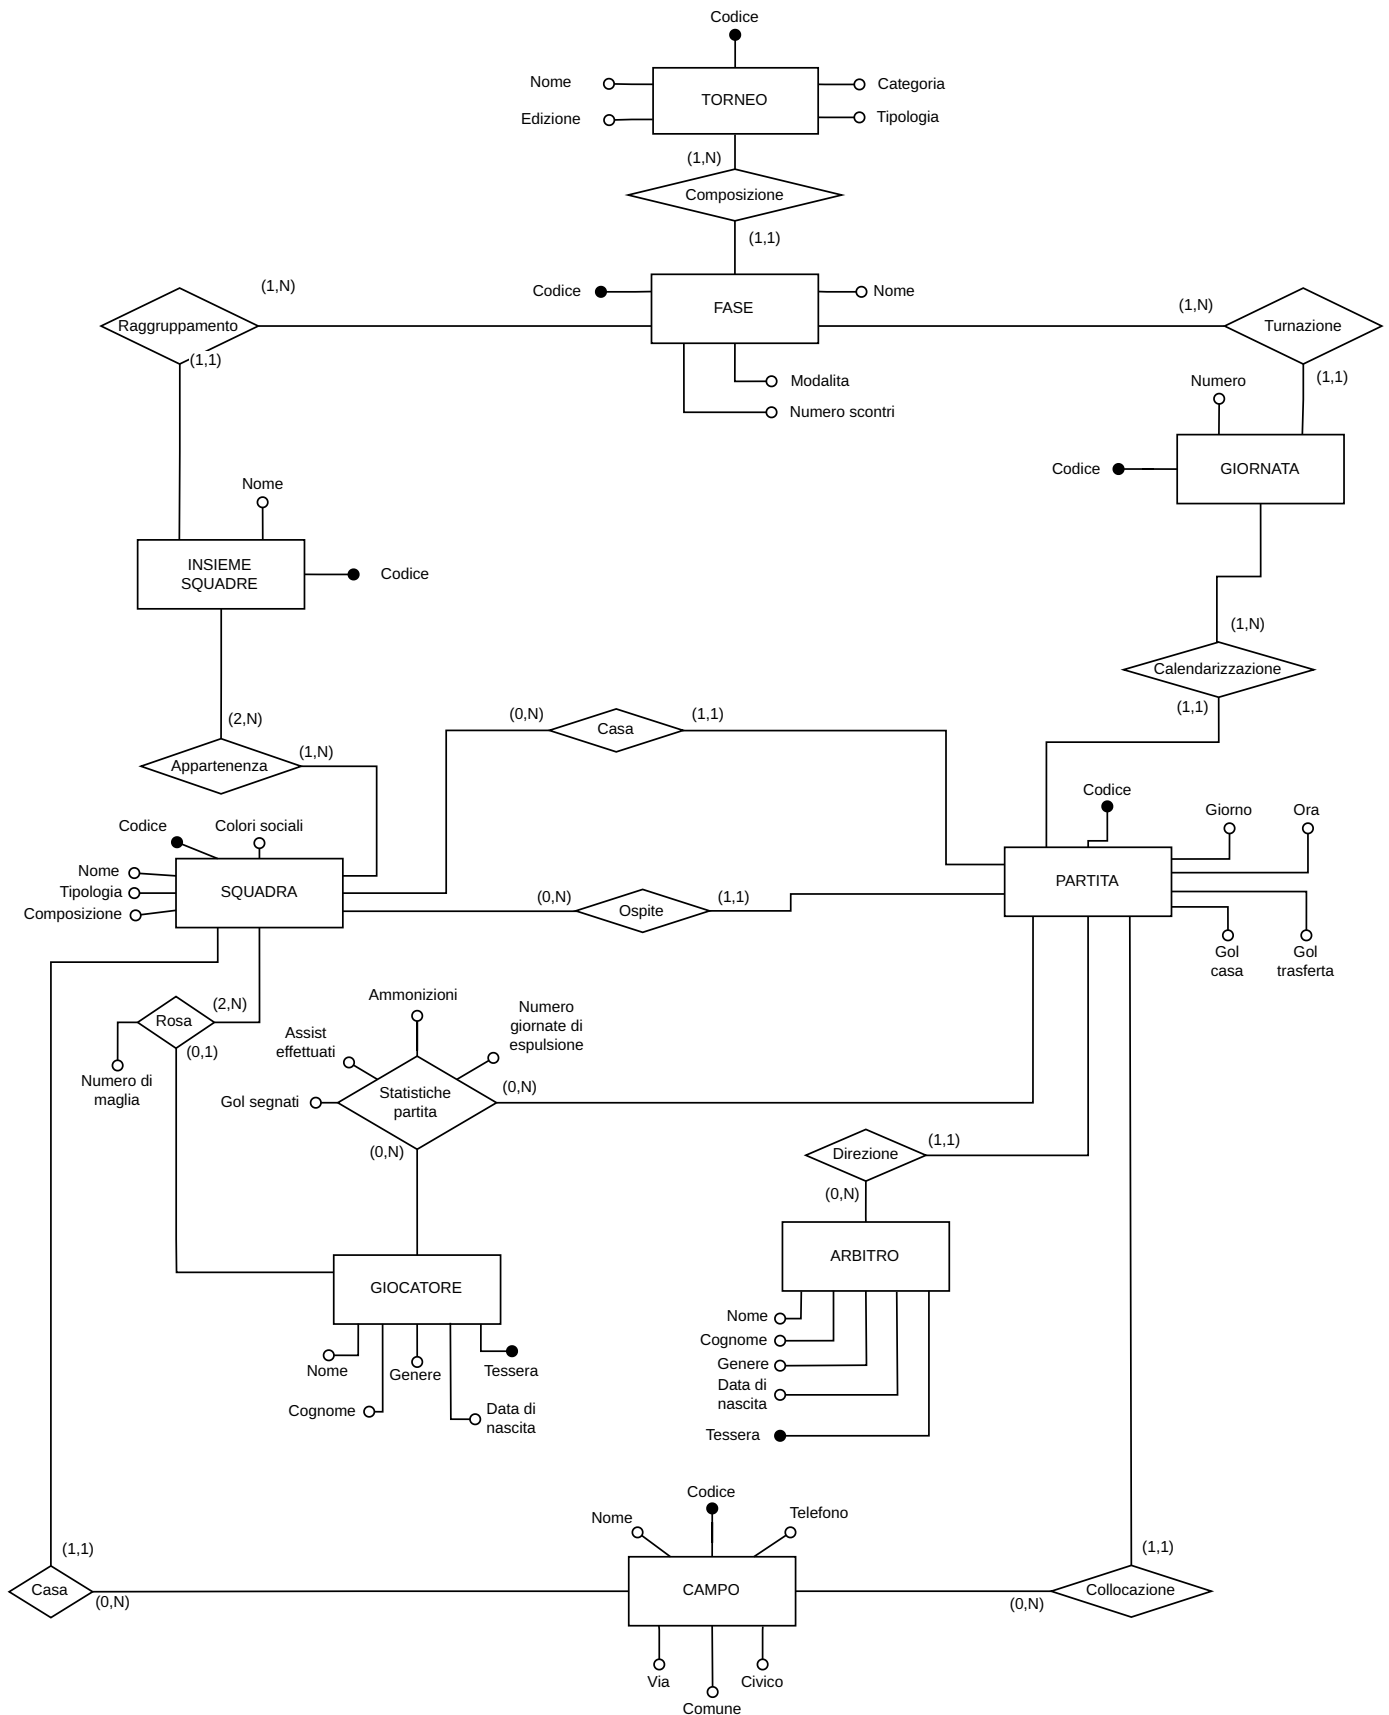 Codice
Nome
Categoria
TORNEO
Edizione
Tipologia
(1,N)
Composizione
(1,1)
(1,N)
Codice
Nome
(1,N)
FASE
Raggruppamento
Turnazione
(1,1)
(1,1)
Modalita
Numero
Numero scontri
Codice
GIORNATA
Nome
INSIEME
SQUADRE
Codice
(1,N)
Calendarizzazione
(1,1)
(2,N)
(0,N)
Casa
(1,1)
(1,N)
Appartenenza
Codice
Giorno
Ora
Codice
Colori sociali
Nome
Tipologia
Composizione
SQUADRA
PARTITA
(0,N)
Ospite
(1,1)
Gol
casa
Gol
trasferta
Ammonizioni
(2,N)
Rosa
(0,1)
Numero
giornate di
espulsione
Assist
effettuati
Numero di
maglia
Gol segnati
Statistiche
partita
(0,N)
(0,N)
(1,1)
Direzione
(0,N)
ARBITRO
GIOCATORE
Nome
Cognome
Genere
Data di
nascita
Tessera
Nome
Genere
Tessera
Cognome
Data di
nascita
Codice
Nome
Telefono
(1,1)
(1,1)
Casa
CAMPO
Collocazione
(0,N)
(0,N)
Via
Civico
Comune